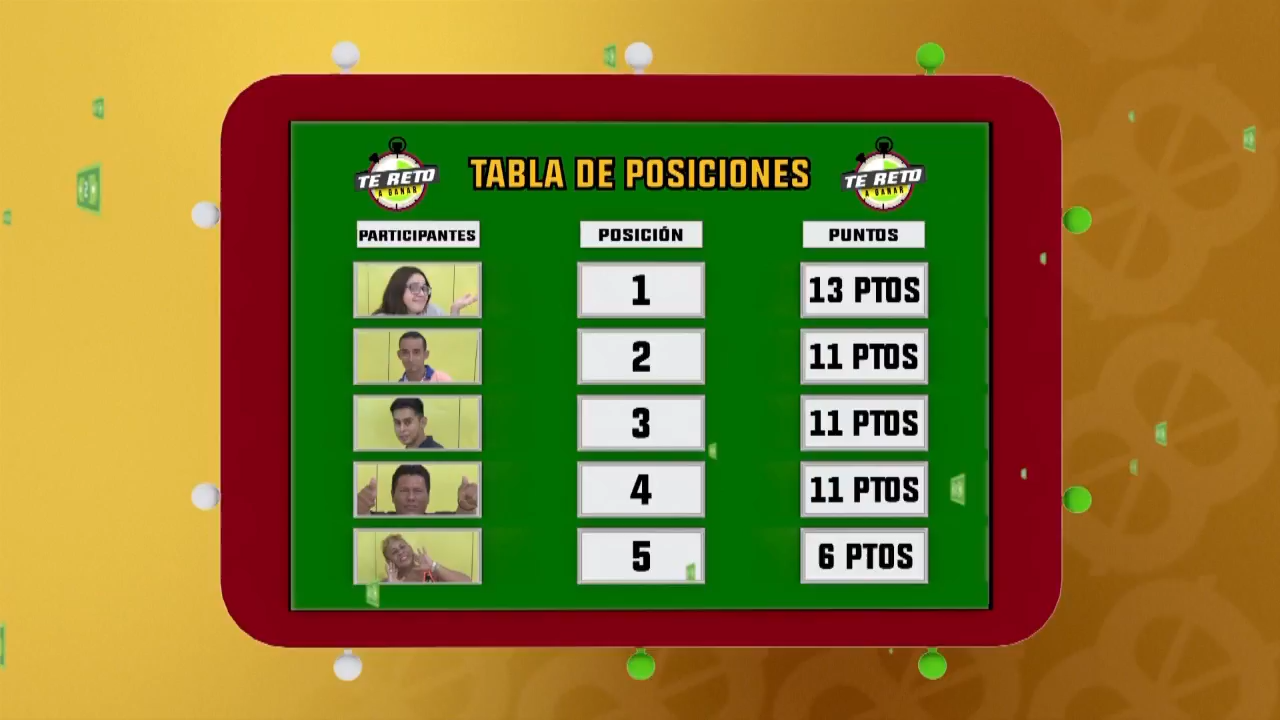 TE RETO
A GANAR
TABLA DE POSICIONES
TE RETO
A GANAR
PARTICIPANTES POSICIÓN PUNTOS
1 13 PTOS
2 11 PTOS
3 11 PTOS
4 11 PTOS
5 6 PTOS